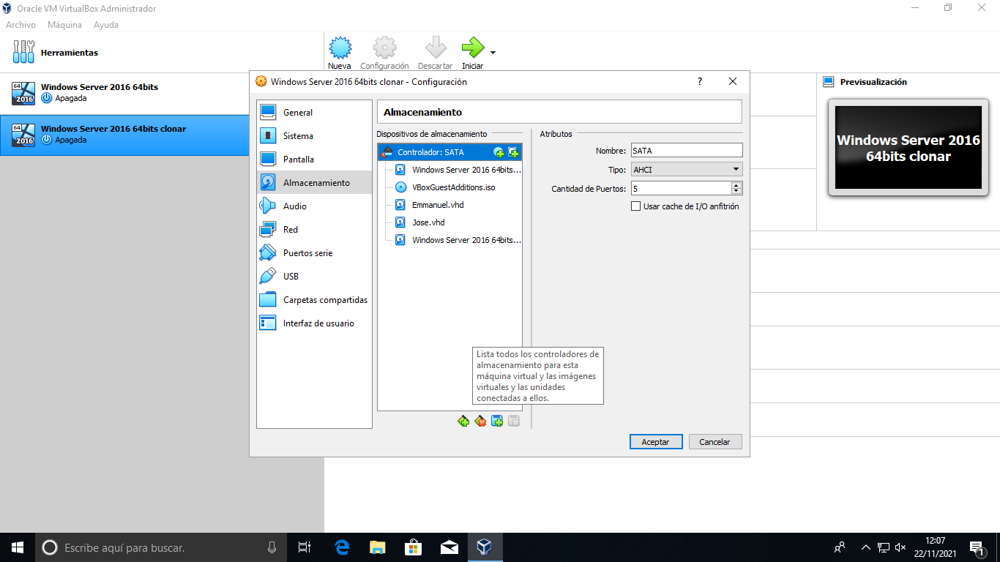 Oracle VM VirtualBox Administrador
Archivo Máquina Ayuda
Herramientas
Nueva Configuración Descartar Iniciar
64 2016 Windows Server 2016 64bits
Apagada
64 2016 Windows Server 2016 64bits clonar
Apagada
Previsualización
Windows Server 2016
64bits clonar
Windows Server 2016 64bits clonar - Configuración ?
General
Sistema
Pantalla
Almacenamiento
Audio
Red
Puertos serie
USB
Carpetas compartidas
Interfaz de usuario
Almacenamiento
Dispositivos de almacenamiento
Controlador: SATA
Windows Server 2016 64bits...
VBoxGuestAdditions.iso
Emmanuel.vhd
Jose.vhd
Windows Server 2016 64bits...
Atributos
Nombre: SATA
Tipo: AHCI
Cantidad de Puertos: 5
Usar cache de I/O anfitrión
Lista todos los controladores de
almacenamiento para esta
máquina virtual y las imágenes
virtuales y las unidades
conectadas a ellos.
Aceptar Cancelar
Escribe aquí para buscar.
12:07
22/11/2021
1